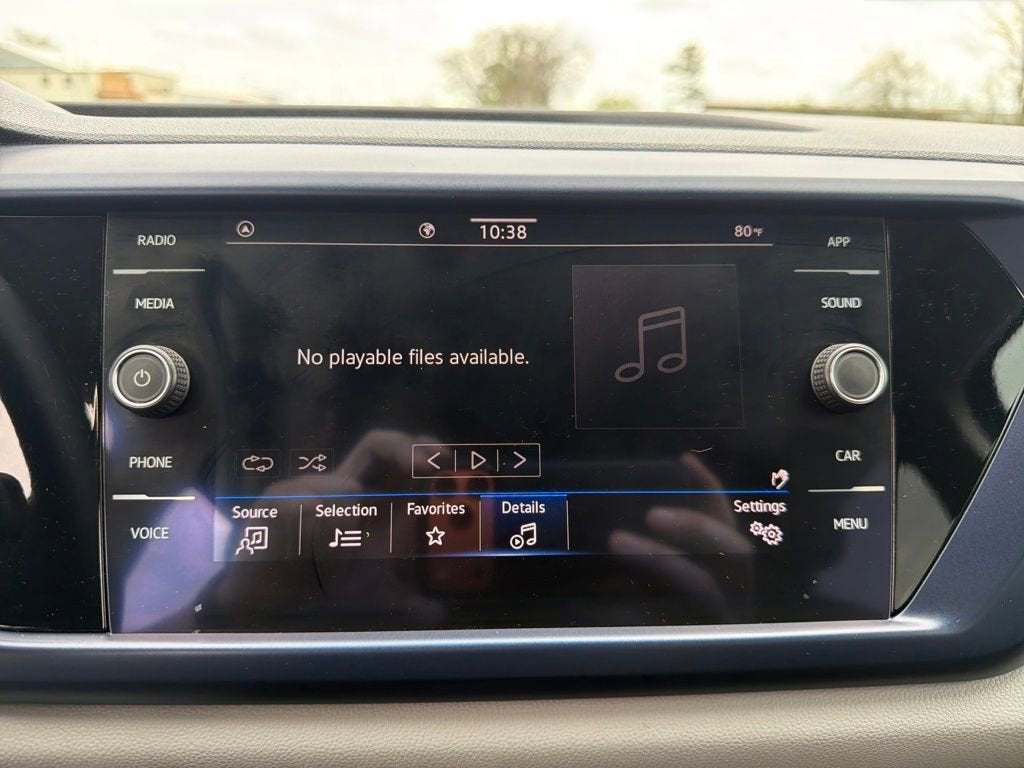 RADIO
MEDIA
PHONE
VOICE
10:38
80°F
No playable files available.
Source
Selection
Favorites
Details
Settings
APP
SOUND
CAR
MENU